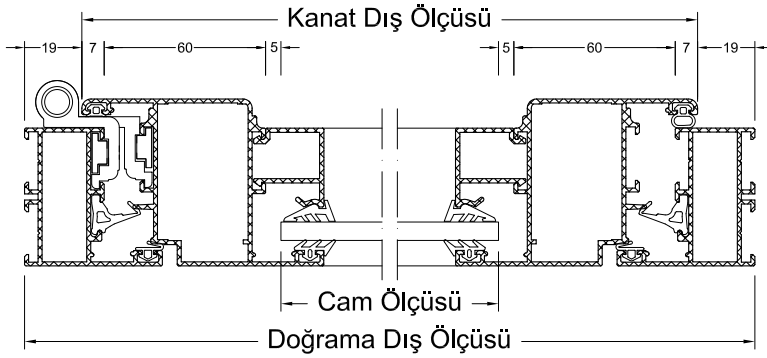 Kanat Dış Ölçüsü
19 7 60 5 5 60 7 19
Cam Ölçüsü
Doğrama Dış Ölçüsü